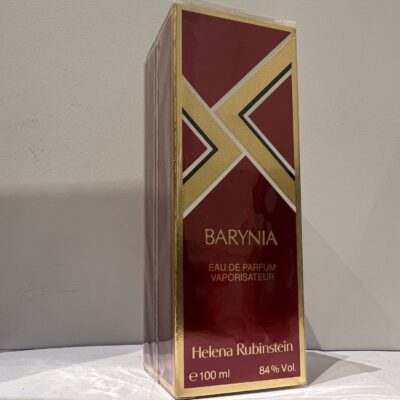 BARYNIA
EAU DE PARFUM
VAPORISATEUR
Helena Rubinstein
℮ 100 ml 84% Vol.